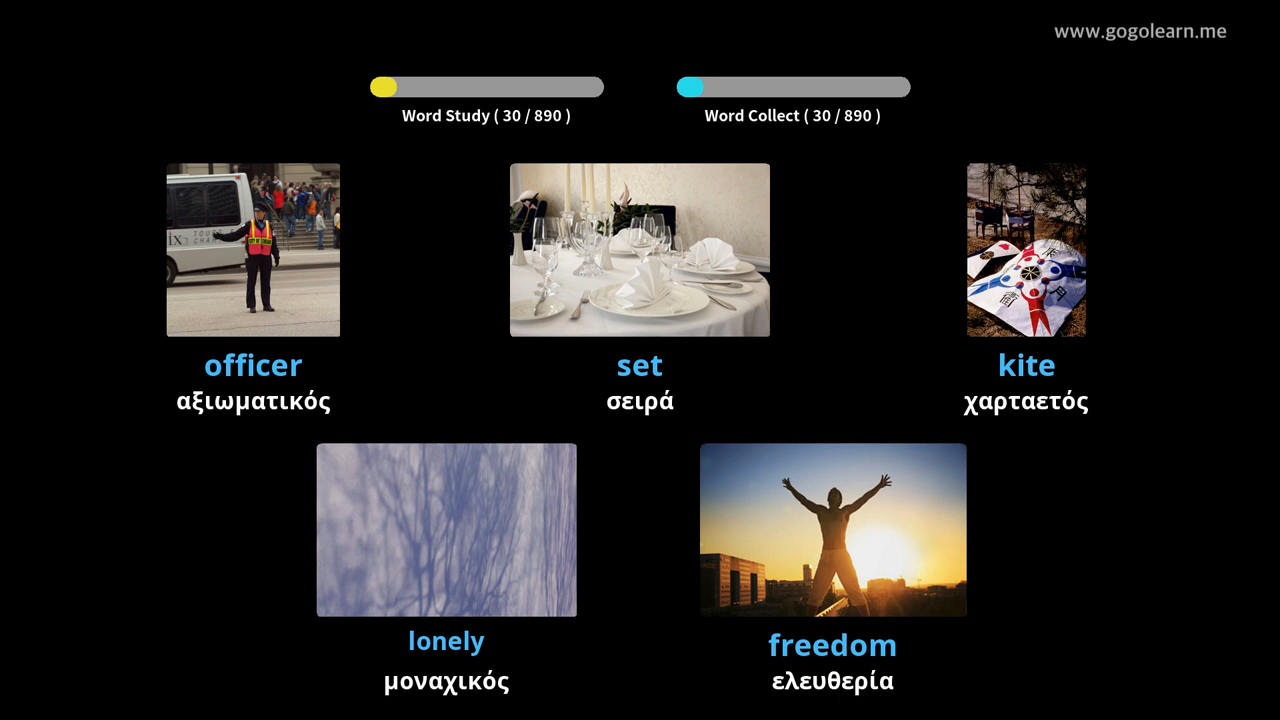 www.gogolearn.me
Word Study ( 30 / 890 )
Word Collect ( 30 / 890 )
officer
αξιωματικός
set
σειρά
kite
χαρταετός
lonely
μοναχικός
freedom
ελευθερία